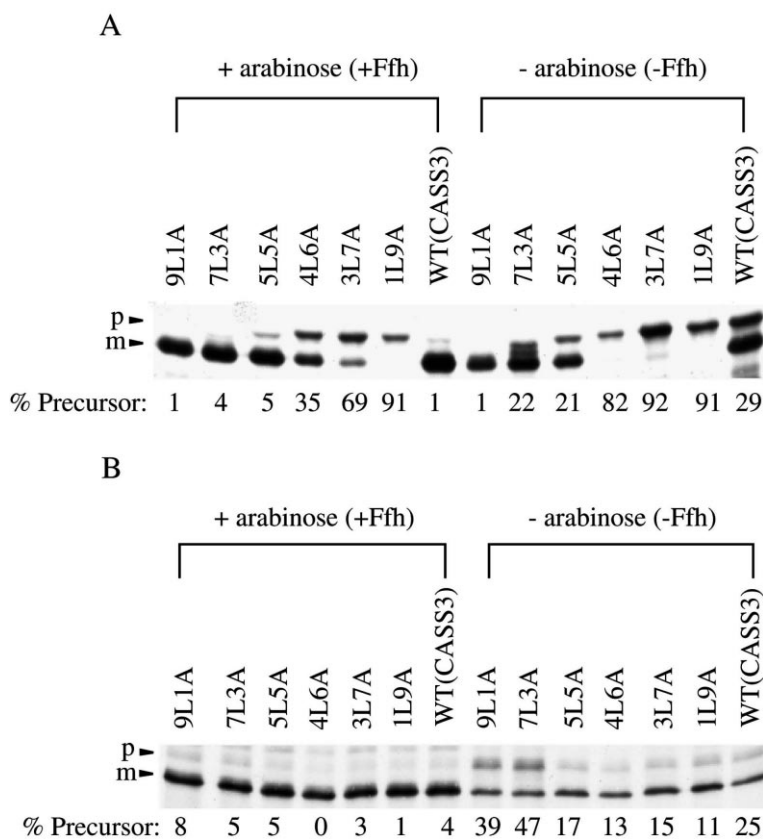 A
+ arabinose (+Ffh) - arabinose (-Ffh)
9L1A 7L3A 5L5A 4L6A 3L7A 1L9A WT(CASS3) 9L1A 7L3A 5L5A 4L6A 3L7A 1L9A WT(CASS3)
p
m
% Precursor: 1 4 5 35 69 91 1 1 22 21 82 92 91 29
B
+ arabinose (+Ffh) - arabinose (-Ffh)
9L1A 7L3A 5L5A 4L6A 3L7A 1L9A WT(CASS3) 9L1A 7L3A 5L5A 4L6A 3L7A 1L9A WT(CASS3)
p
m
% Precursor: 8 5 5 0 3 1 4 39 47 17 13 15 11 25